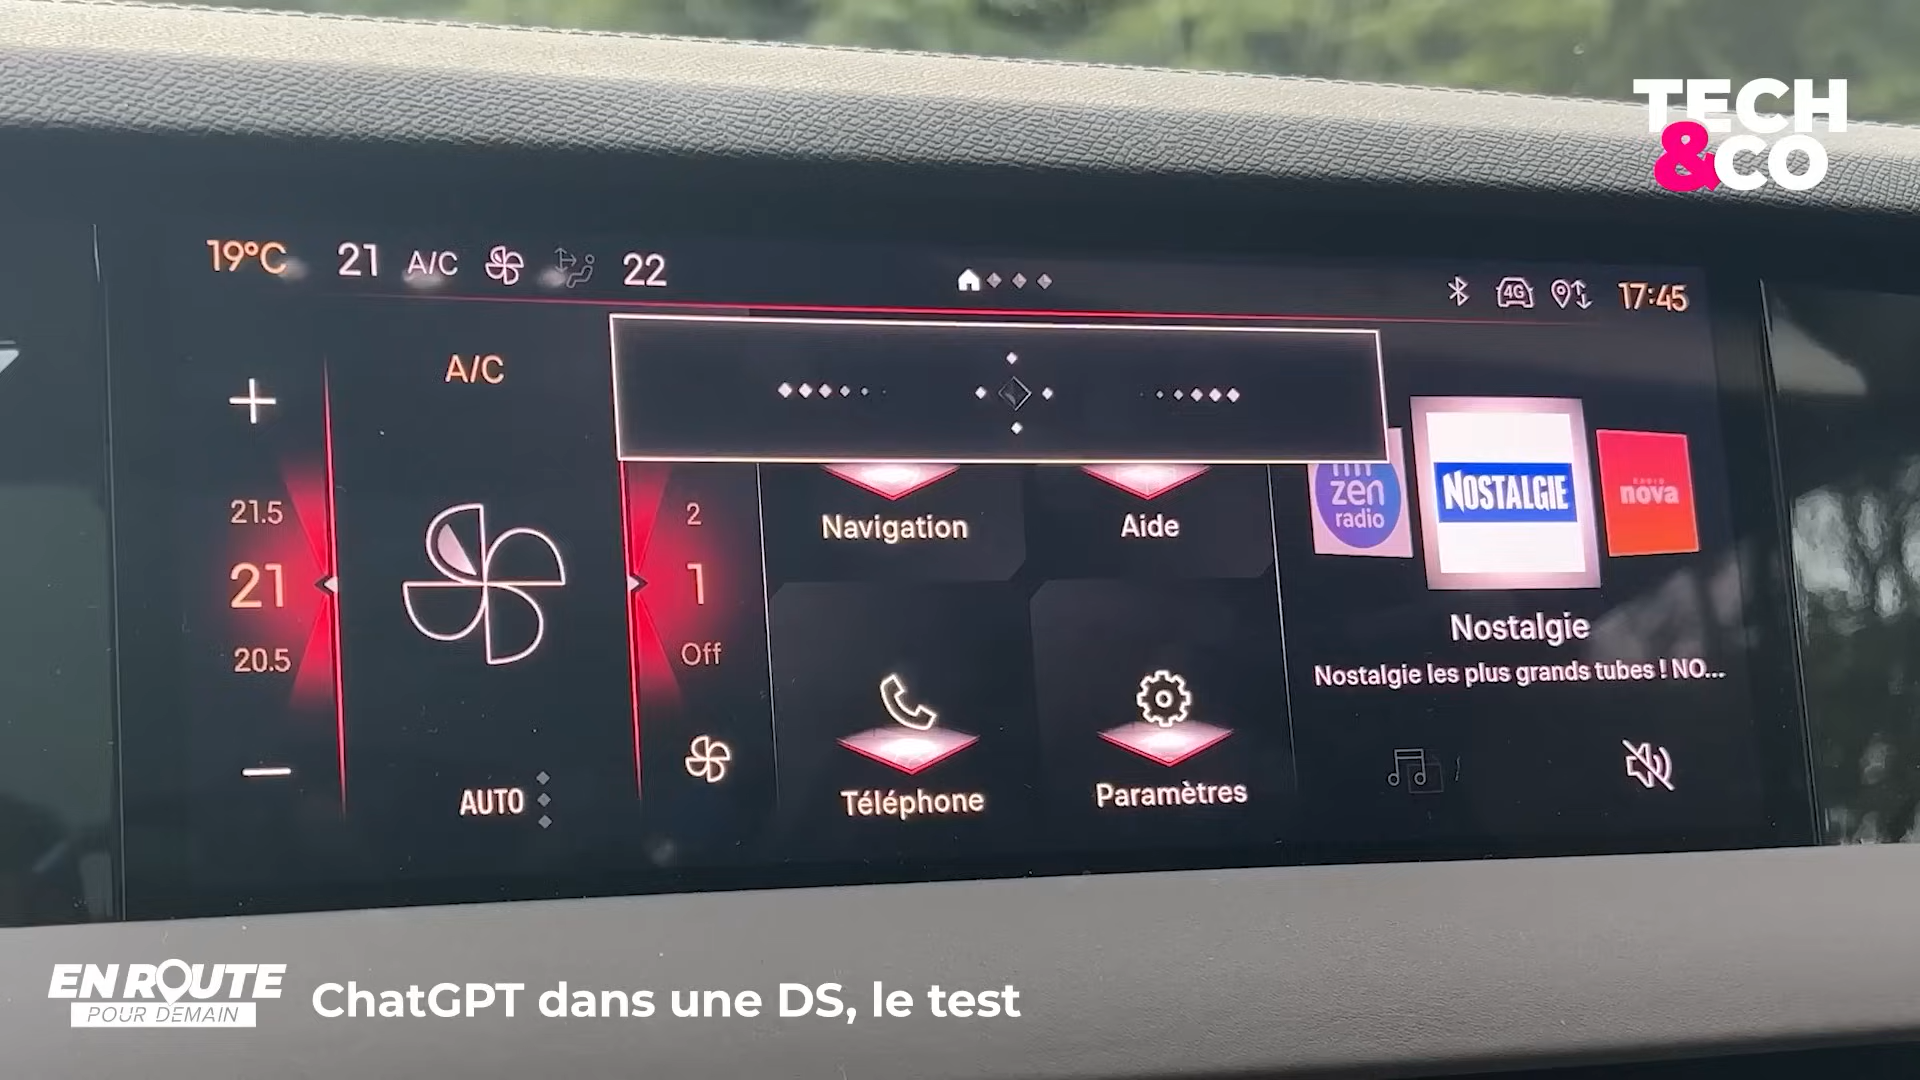 TECH
&CO
19°C 21 A/C 22
4G 17:45
A/C
21.5
21
20.5
AUTO
2
1
Off
Navigation
Aide
Téléphone
Paramètres
zen
radio
NOSTALGIE
RADIO
nova
Nostalgie
Nostalgie les plus grands tubes ! NO...
EN ROUTE
POUR DEMAIN
ChatGPT dans une DS, le test